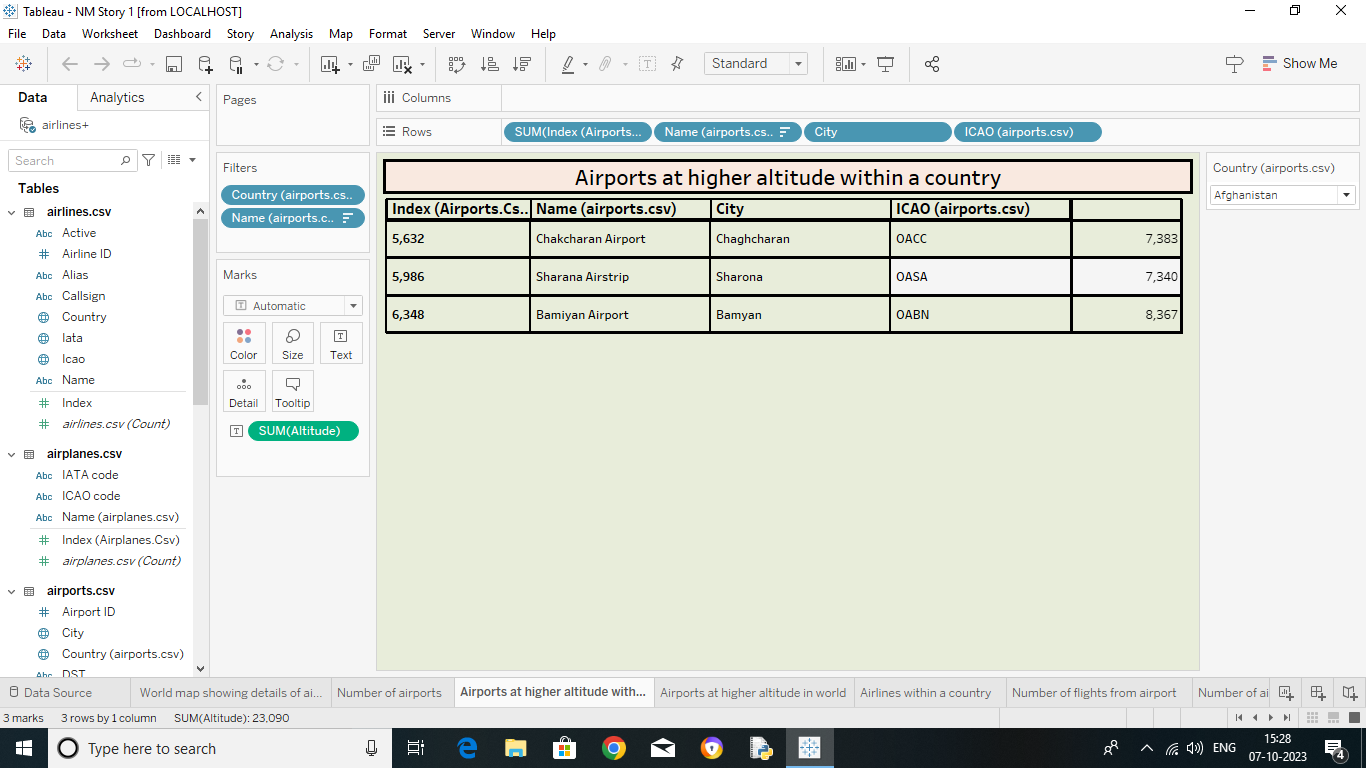 Tableau - NM Story 1 [from LOCALHOST]
File Data Worksheet Dashboard Story Analysis Map Format Server Window Help
Standard
Show Me
Data Analytics
airlines+
Search
Tables
airlines.csv
Abc Active
Airline ID
Abc Alias
Abc Callsign
Country
Iata
Icao
Abc Name
Index
airlines.csv (Count)
airplanes.csv
Abc IATA code
Abc ICAO code
Abc Name (airplanes.csv)
Index (Airplanes.Csv)
airplanes.csv (Count)
airports.csv
Airport ID
City
Country (airports.csv)
Abc DST
Pages
Filters
Country (airports.cs..
Name (airports.c..
Marks
Automatic
Color Size Text
Detail Tooltip
SUM(Altitude)
Columns
Rows SUM(Index (Airports... Name (airports.cs.. City ICAO (airports.csv)
Airports at higher altitude within a country
Index (Airports.Cs.. Name (airports.csv) City ICAO (airports.csv)
5,632 Chakcharan Airport Chaghcharan OACC 7,383
5,986 Sharana Airstrip Sharona OASA 7,340
6,348 Bamiyan Airport Bamyan OABN 8,367
Country (airports.csv)
Afghanistan
Data Source World map showing details of ai... Number of airports Airports at higher altitude with... Airports at higher altitude in world Airlines within a country Number of flights from airport Number of ai
3 marks 3 rows by 1 column SUM(Altitude): 23,090
Type here to search
ENG
15:28
07-10-2023
4